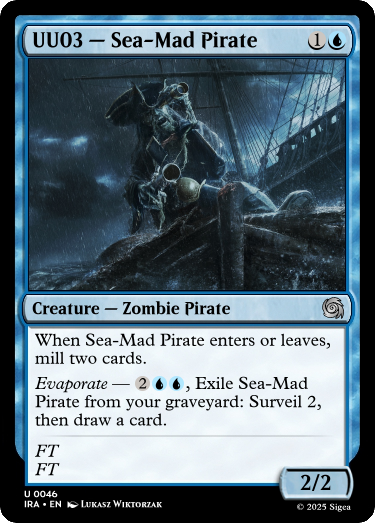 UU03 — Sea-Mad Pirate 1
Creature — Zombie Pirate
When Sea-Mad Pirate enters or leaves,
mill two cards.
Evaporate — 2, Exile Sea-Mad
Pirate from your graveyard: Surveil 2,
then draw a card.
FT
FT
2/2
U 0046
IRA • EN Lukasz Wiktorzak
© 2025 Sigea